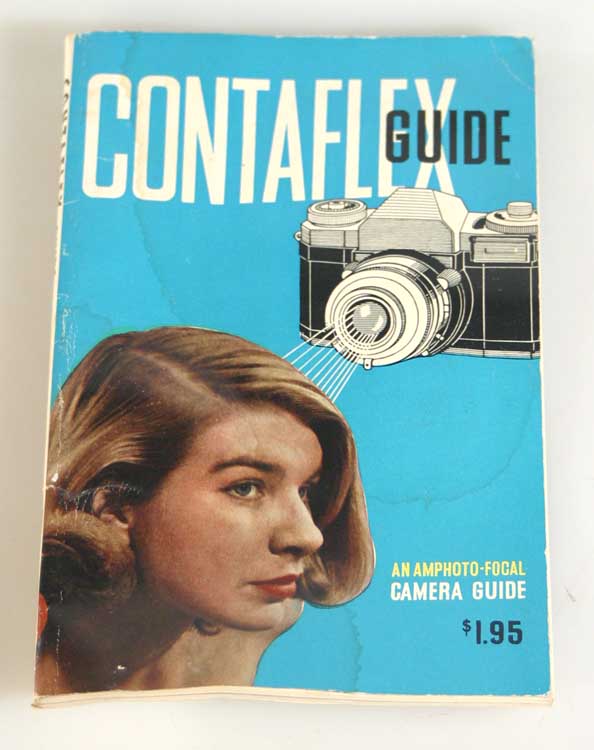 CONTAFLEX
GUIDE
AN AMPHOTO-FOCAL
CAMERA GUIDE
$1.95